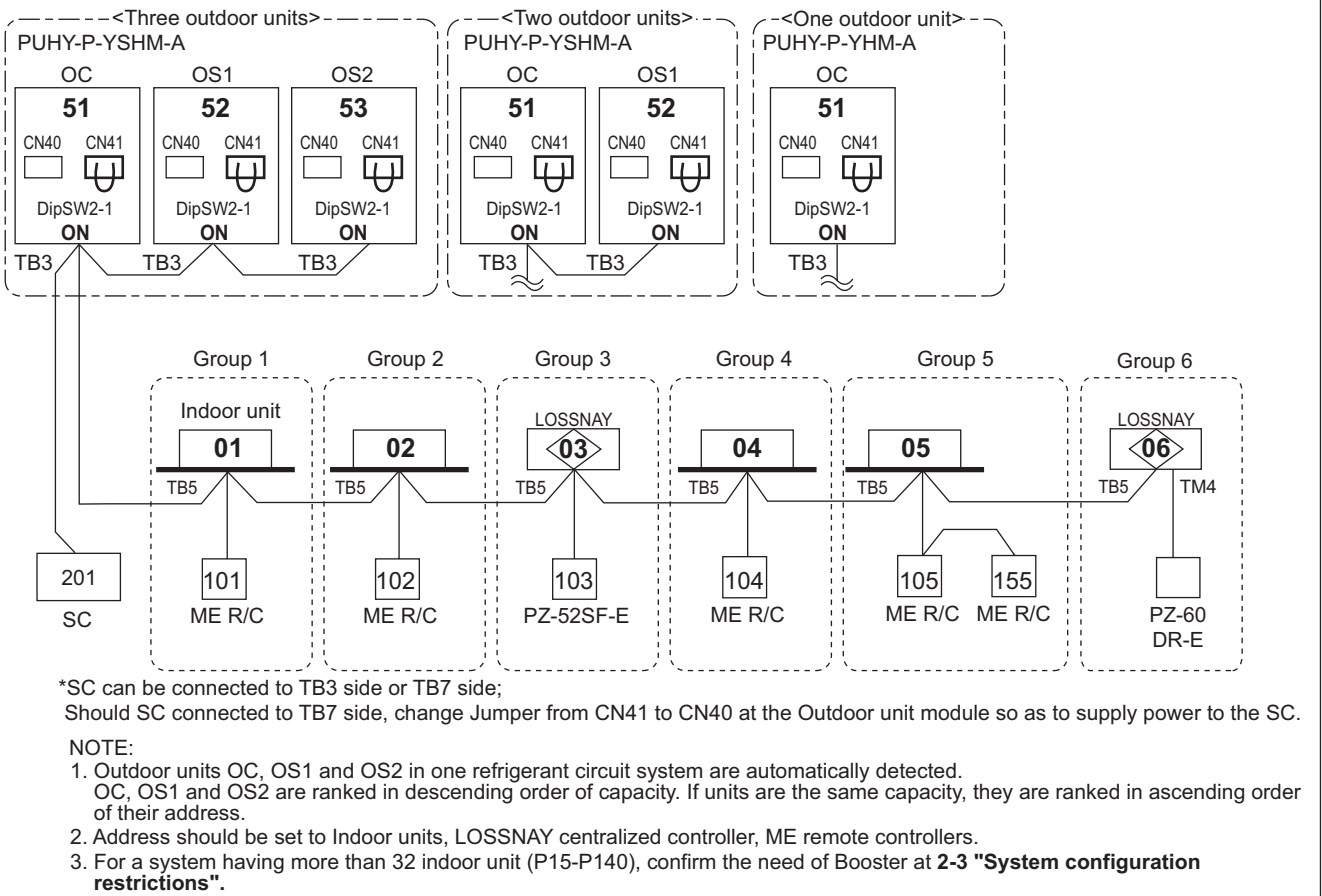 <Three outdoor units>
PUHY-P-YSHM-A
<Two outdoor units>
PUHY-P-YSHM-A
<One outdoor unit>
PUHY-P-YHM-A
OC OS1 OS2 OC OS1 OC
51 52 53 51 52 51
CN40 CN41 CN40 CN41 CN40 CN41 CN40 CN41 CN40 CN41 CN40 CN41
DipSW2-1 DipSW2-1 DipSW2-1 DipSW2-1 DipSW2-1 DipSW2-1
ON ON ON ON ON ON
TB3 TB3 TB3 TB3 TB3 TB3
Group 1 Group 2 Group 3 Group 4 Group 5 Group 6
Indoor unit LOSSNAY LOSSNAY
01 02 03 04 05 06
TB5 TB5 TB5 TB5 TB5 TB5 TM4
201 101 102 103 104 105 155
SC ME R/C ME R/C PZ-52SF-E ME R/C ME R/C ME R/C PZ-60
DR-E
*SC can be connected to TB3 side or TB7 side;
Should SC connected to TB7 side, change Jumper from CN41 to CN40 at the Outdoor unit module so as to supply power to the SC.
NOTE:
1. Outdoor units OC, OS1 and OS2 in one refrigerant circuit system are automatically detected.
OC, OS1 and OS2 are ranked in descending order of capacity. If units are the same capacity, they are ranked in ascending order
of their address.
2. Address should be set to Indoor units, LOSSNAY centralized controller, ME remote controllers.
3. For a system having more than 32 indoor unit (P15-P140), confirm the need of Booster at 2-3 "System configuration
restrictions".